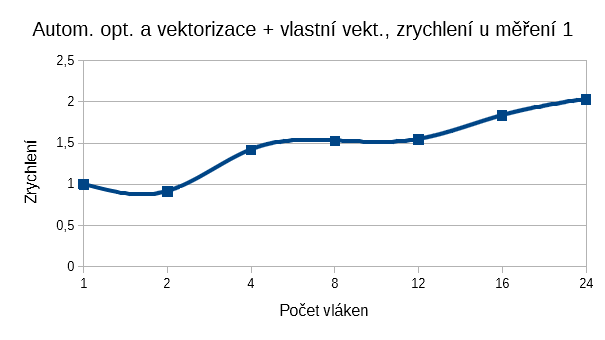 Autom. opt. a vektorizace + vlastní vekt., zrychlení u měření 1
2,5
2
1,5
1
0,5
0
Zrychlení
1 2 4 8 12 16 24
Počet vláken